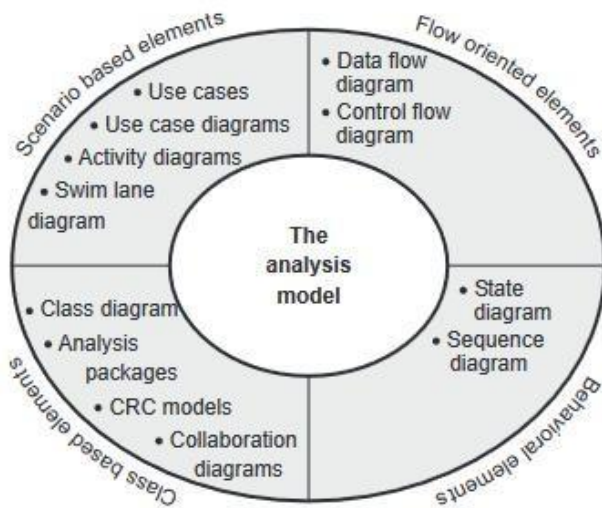 Scenario based elements
• Use cases
• Use case diagrams
• Activity diagrams
• Swim lane
diagram
Flow oriented elements
• Data flow
diagram
• Control flow
diagram
The
analysis
model
• Class diagram
• Analysis
packages
• CRC models
• Collaboration
diagrams
Class based elements
• State
diagram
• Sequence
diagram
Behavioral elements